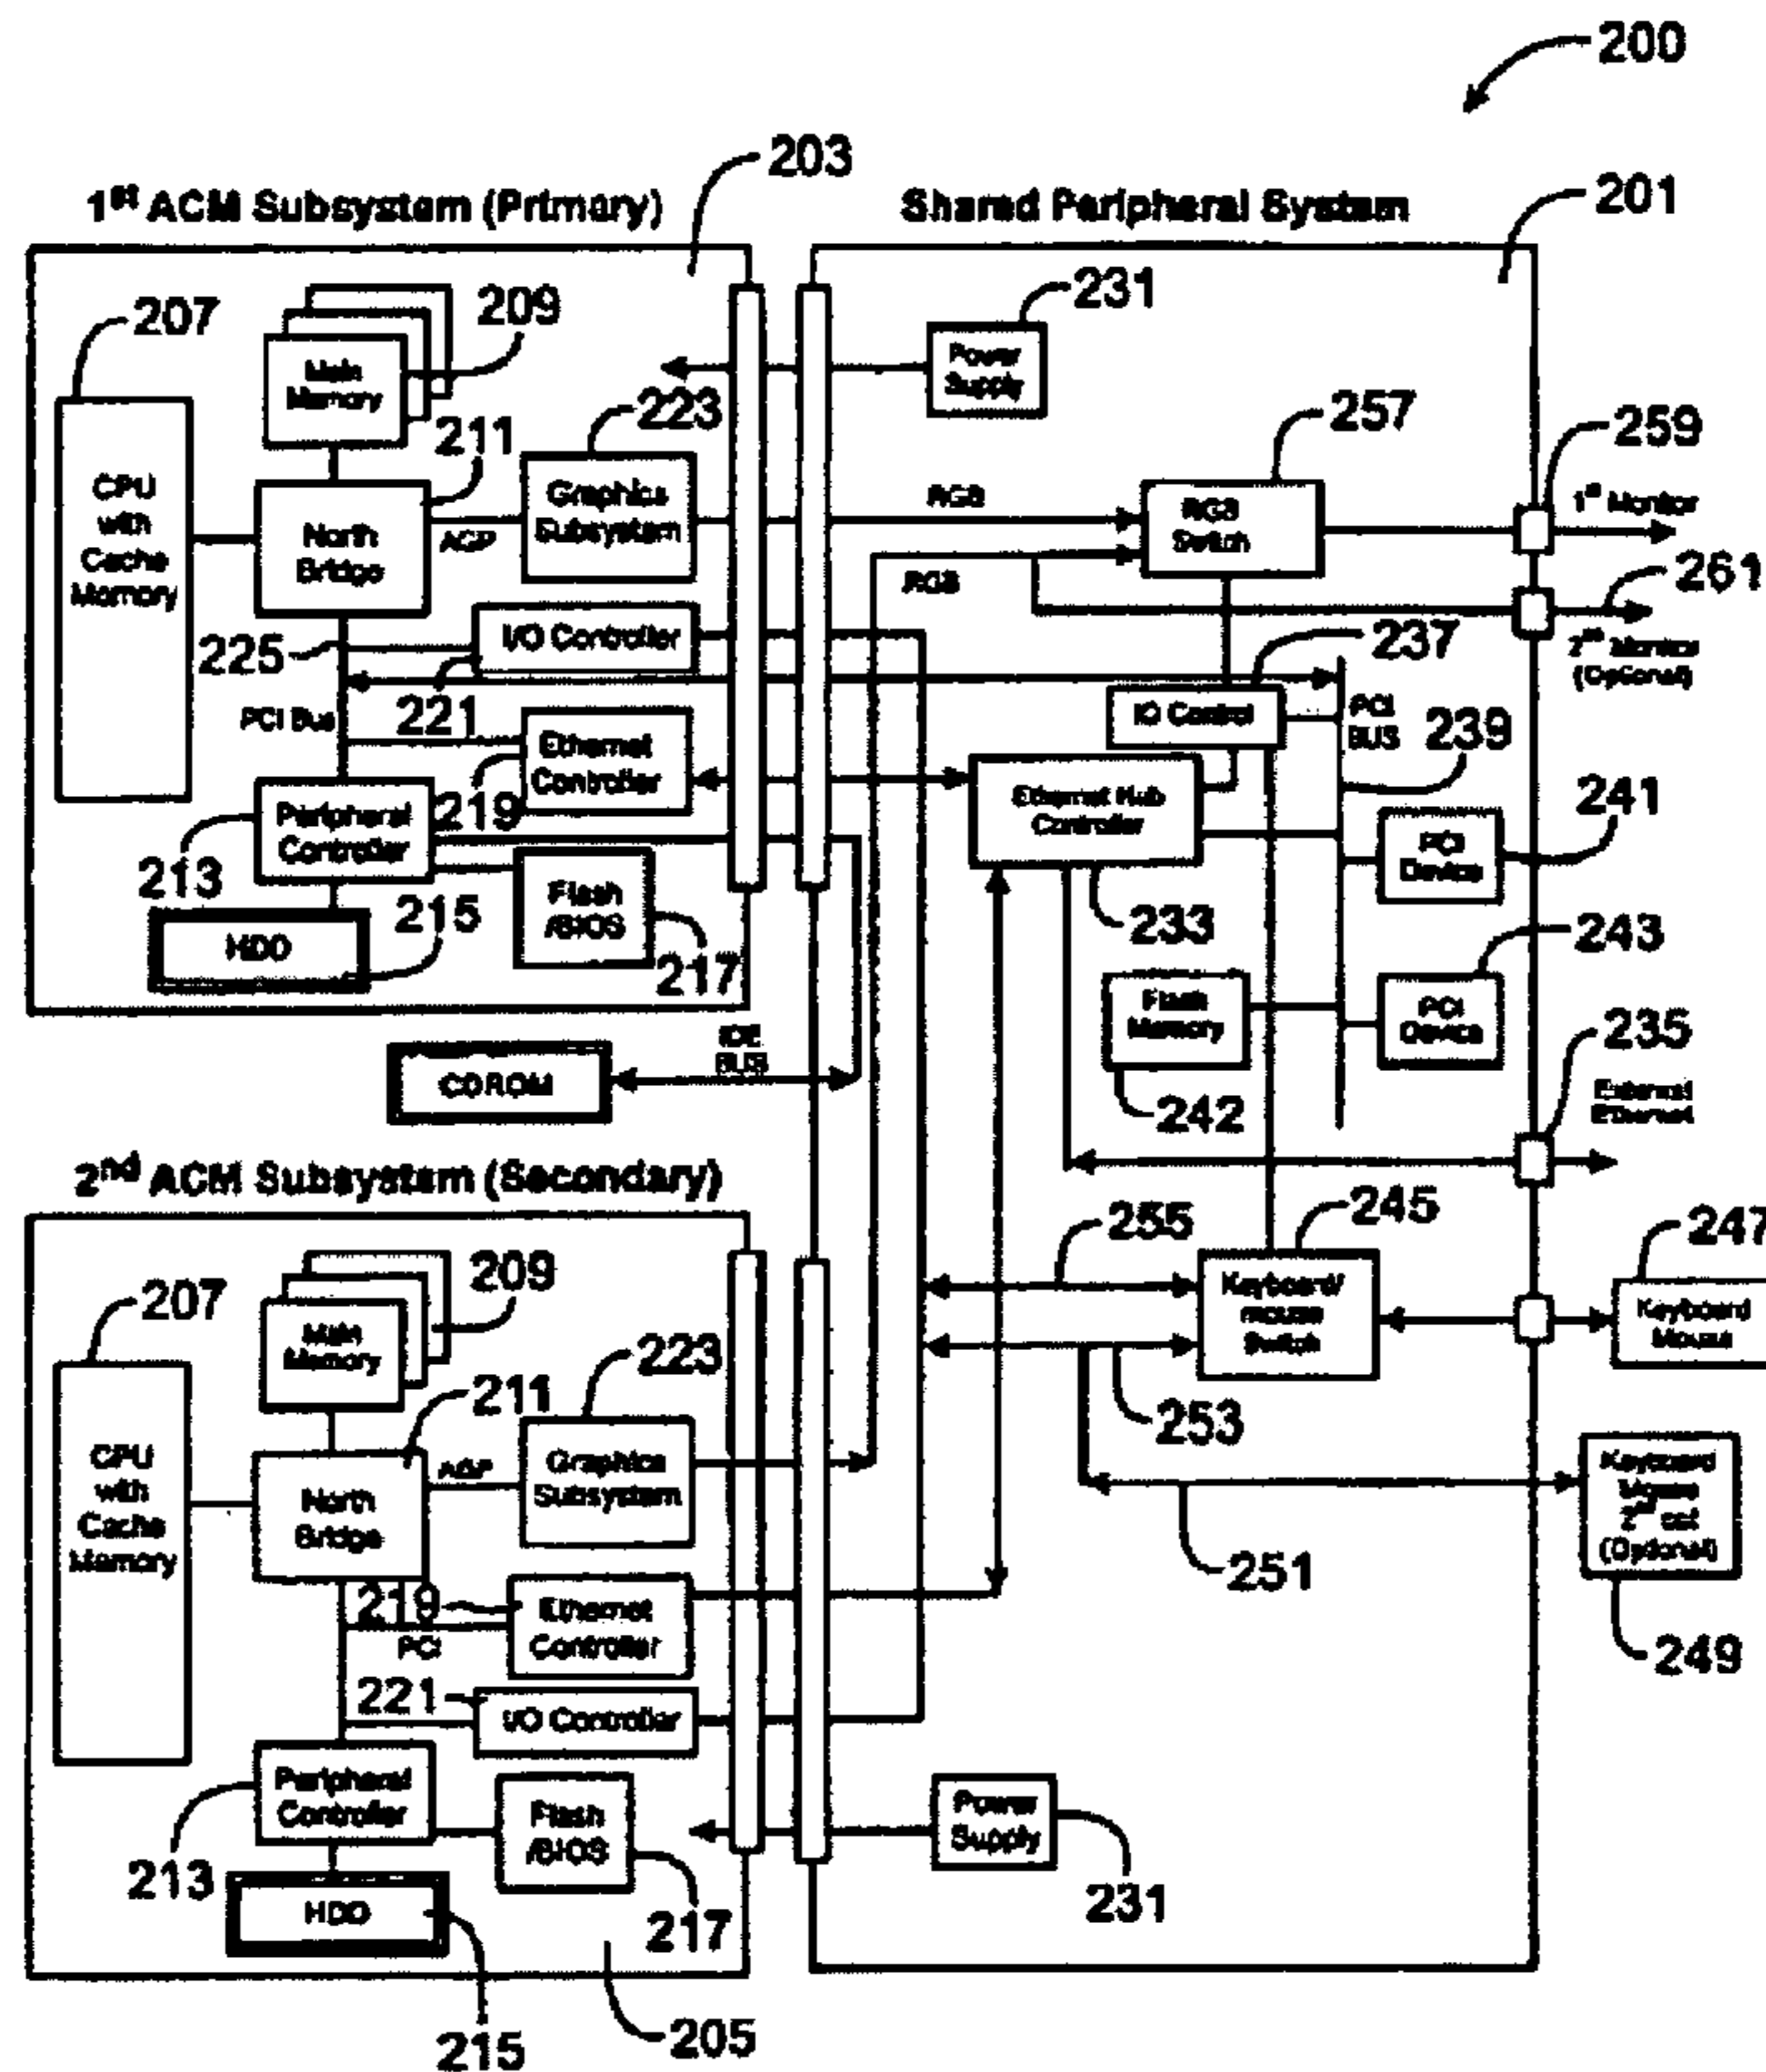 200
203
1st ACM Subsystem (Primary)
Shared Peripheral System
201
207
209
231
Main
Memory
Power
Supply
211
223
257
259
CPU
with
Cache
Memory
North
Bridge
AGP
Graphics
Subsystem
RGB
RGB
Switch
1st Monitor
261
RGB
225
I/O Controller
237
2nd Monitor
(Optional)
221
PCI Bus
IO Control
PCI
BUS
239
Ethernet
Controller
219
Ethernet Hub
Controller
241
Peripheral
Controller
PCI
Device
213
215
Flash
/BIOS
233
243
HDD
217
Flash
Memory
PCI
Device
235
IDE
BUS
CDROM
242
External
Ethernet
2nd ACM Subsystem (Secondary)
255
245
247
207
209
Main
Memory
Keyboard/
mouse
Switch
Keyboard
Mouse
223
211
253
CPU
with
Cache
Memory
North
Bridge
AGP
Graphics
Subsystem
Keyboard
Mouse
2nd set
(Optional)
251
219
Ethernet
Controller
PCI
249
221
I/O Controller
Peripheral
Controller
Flash
/BIOS
Power
Supply
213
HDD
217
231
215
205